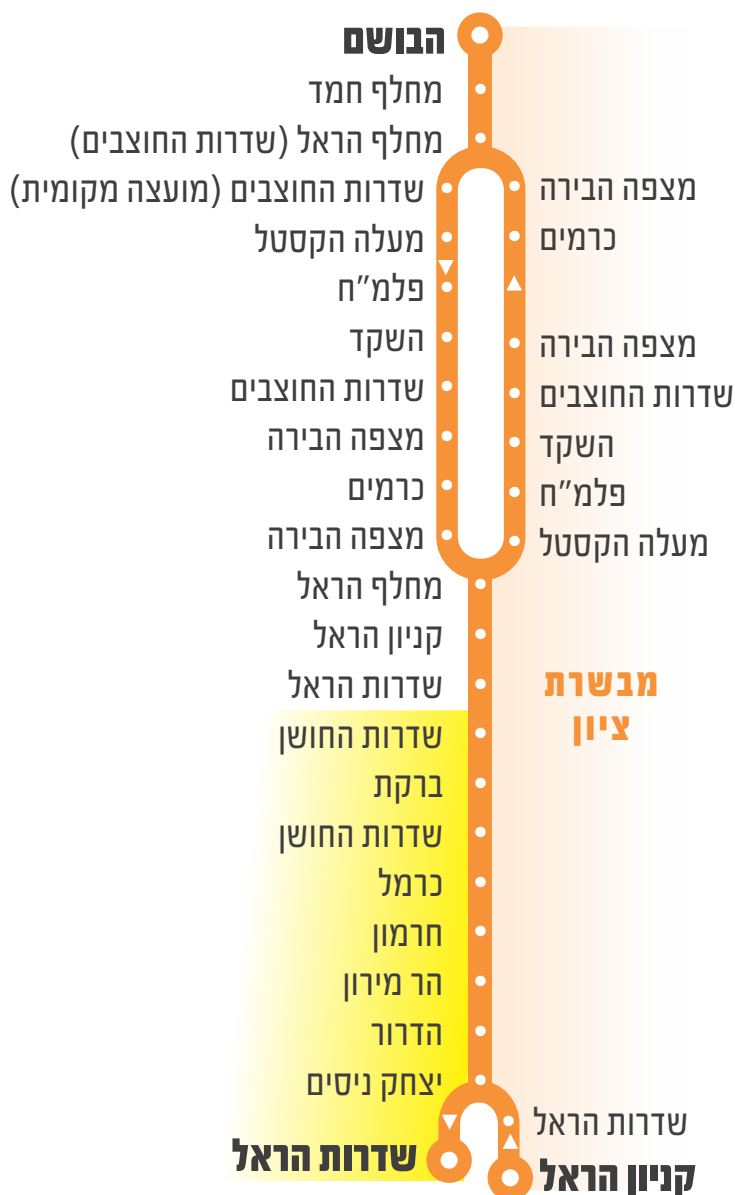 הבושם
מחלף חמד
מחלף הראל (שדרות החוצבים)
שדרות החוצבים (מועצה מקומית)
מעלה הקסטל
פלמ"ח
השקד
שדרות החוצבים
מצפה הבירה
כרמים
מצפה הבירה
מצפה הבירה
כרמים
מצפה הבירה
שדרות החוצבים
השקד
פלמ"ח
מעלה הקסטל
מחלף הראל
קניון הראל
שדרות הראל
מבשרת
ציון
שדרות החושן
ברקת
שדרות החושן
כרמל
חרמון
הר מירון
הדרור
יצחק ניסים
שדרות הראל
שדרות הראל
קניון הראל